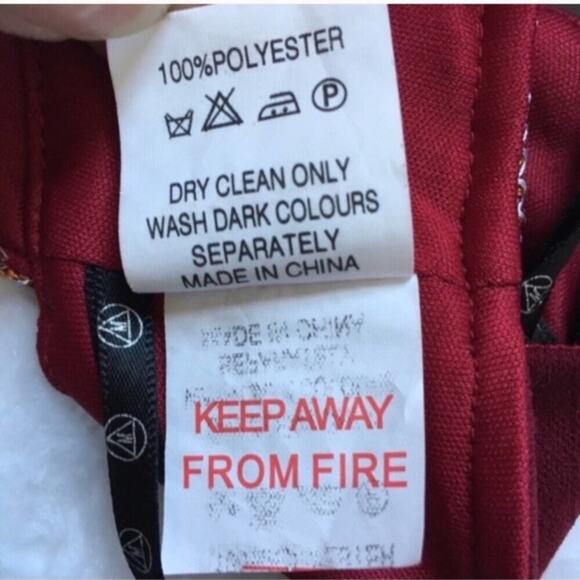 100%POLYESTER
P
DRY CLEAN ONLY
WASH DARK COLOURS
SEPARATELY
MADE IN CHINA
KEEP AWAY
FROM FIRE